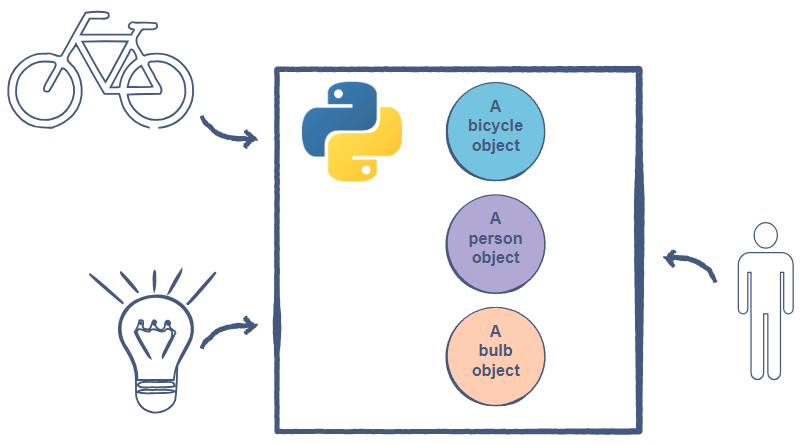 A
bicycle
object
A
person
object
A
bulb
object